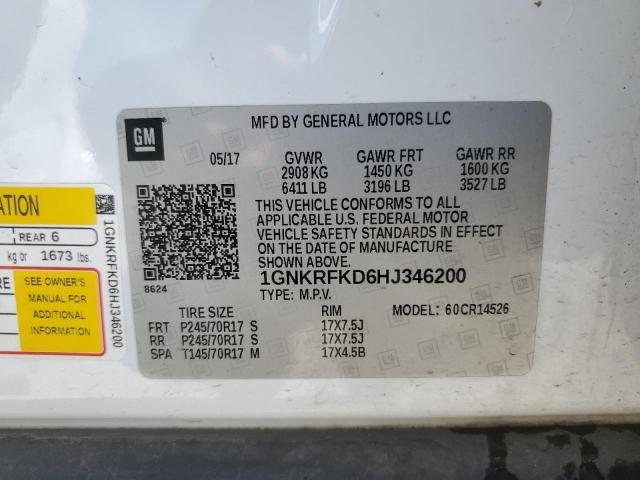 GM
MFD BY GENERAL MOTORS LLC
05/17 GVWR GAWR FRT GAWR RR
2908 KG 1450 KG 1600 KG
6411 LB 3196 LB 3527 LB
THIS VEHICLE CONFORMS TO ALL
APPLICABLE U.S. FEDERAL MOTOR
VEHICLE SAFETY STANDARDS IN EFFECT
ON THE DATE OF MANUFACTURE
SHOWN ABOVE.
8624
1GNKRFKD6HJ346200
TYPE: M.P.V.
TIRE SIZE RIM MODEL: 60CR14526
FRT P245/70R17 S 17X7.5J
RR P245/70R17 S 17X7.5J
SPA T145/70R17 M 17X4.5B
REAR 6
kg or 1673 lbs.
SEE OWNER'S
MANUAL FOR
ADDITIONAL
INFORMATION
1GNKRFKD6HJ346200